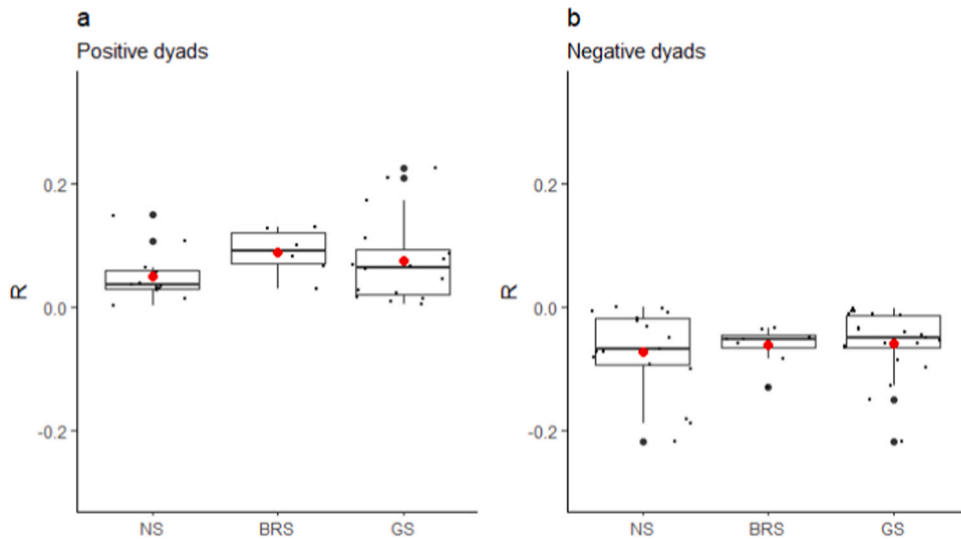 a
Positive dyads
R
0.2
0.0
-0.2
NS BRS GS
b
Negative dyads
R
0.2
0.0
-0.2
NS BRS GS